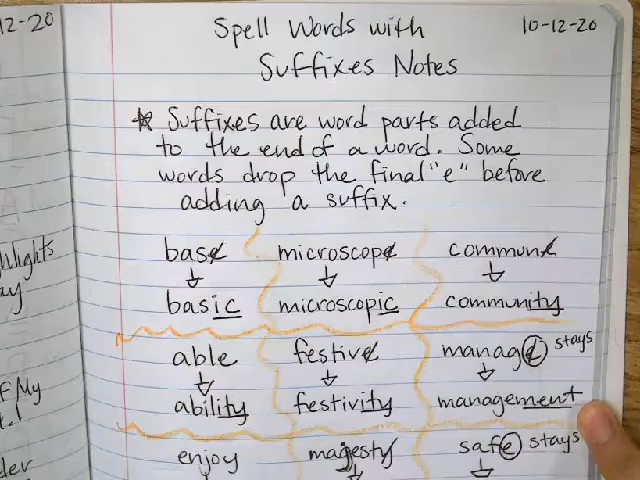 12-20
Spell Words with 10-12-20
Suffixes Notes
* Suffixes are word parts added
to the end of a word. Some
words drop the final "e" before
adding a suffix.
base microscope commune
basic microscopic community
able festive manage stays
ability festivity management
enjoy majesty safe stays